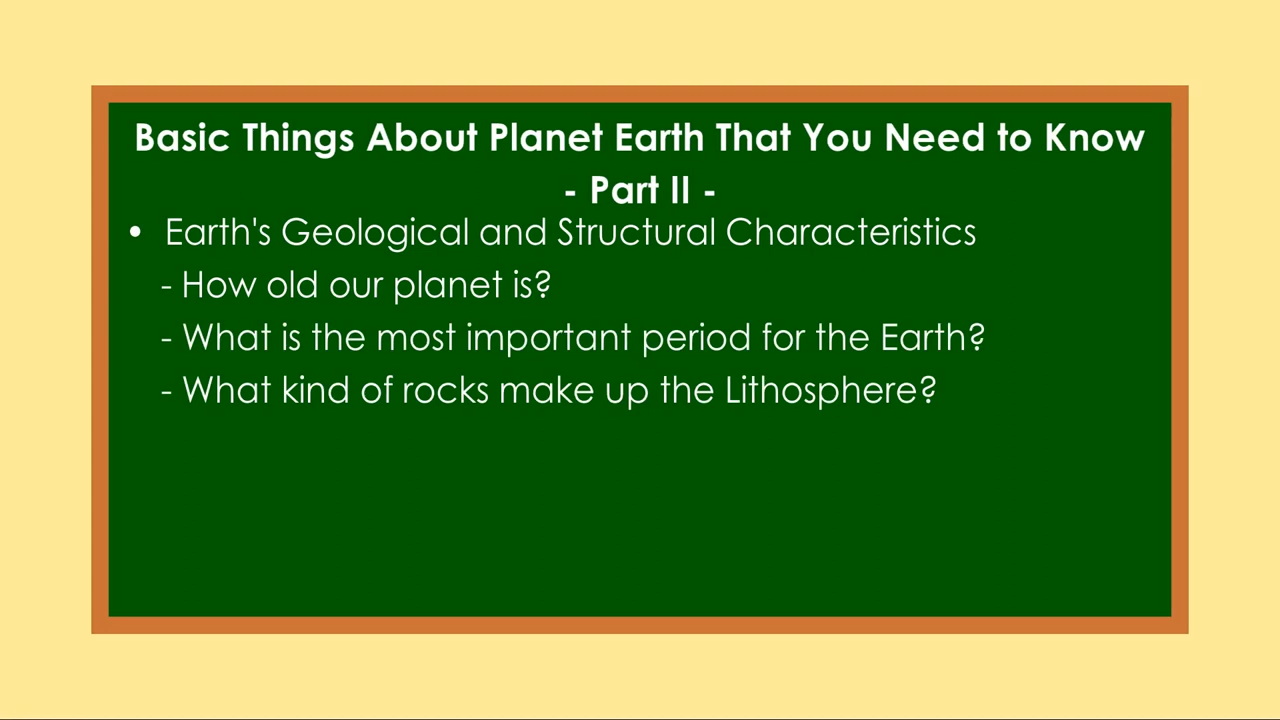 Basic Things About Planet Earth That You Need to Know
- Part II -
• Earth's Geological and Structural Characteristics
- How old our planet is?
- What is the most important period for the Earth?
- What kind of rocks make up the Lithosphere?